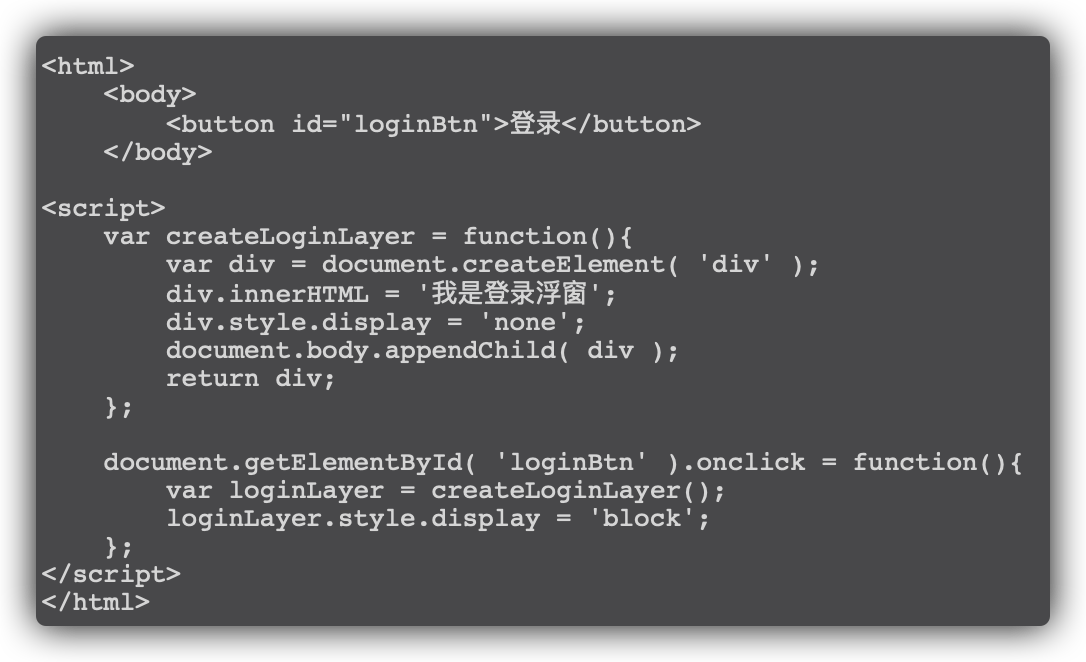 <html>
    <body>
        <button id="loginBtn">登录</button>
    </body>

<script>
    var createLoginLayer = function(){
        var div = document.createElement( 'div' );
        div.innerHTML = '我是登录浮窗';
        div.style.display = 'none';
        document.body.appendChild( div );
        return div;
    };

    document.getElementById( 'loginBtn' ).onclick = function(){
        var loginLayer = createLoginLayer();
        loginLayer.style.display = 'block';
    };
</script>
</html>